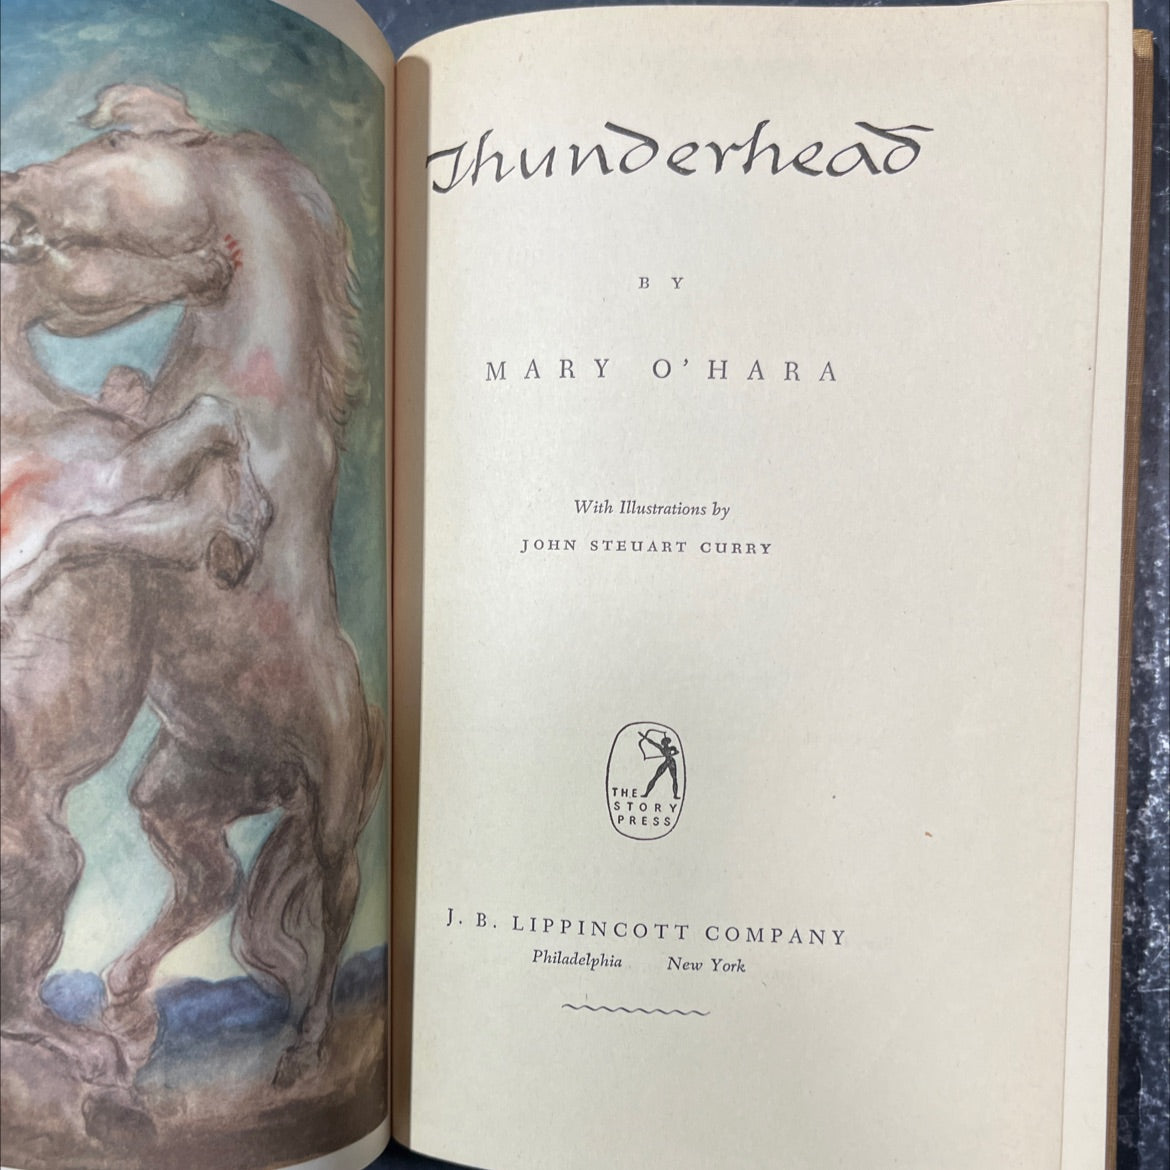 Thunderhead
BY
MARY O'HARA
With Illustrations by
JOHN STEUART CURRY
THE
STORY
PRESS
J. B. LIPPINCOTT COMPANY
Philadelphia New York